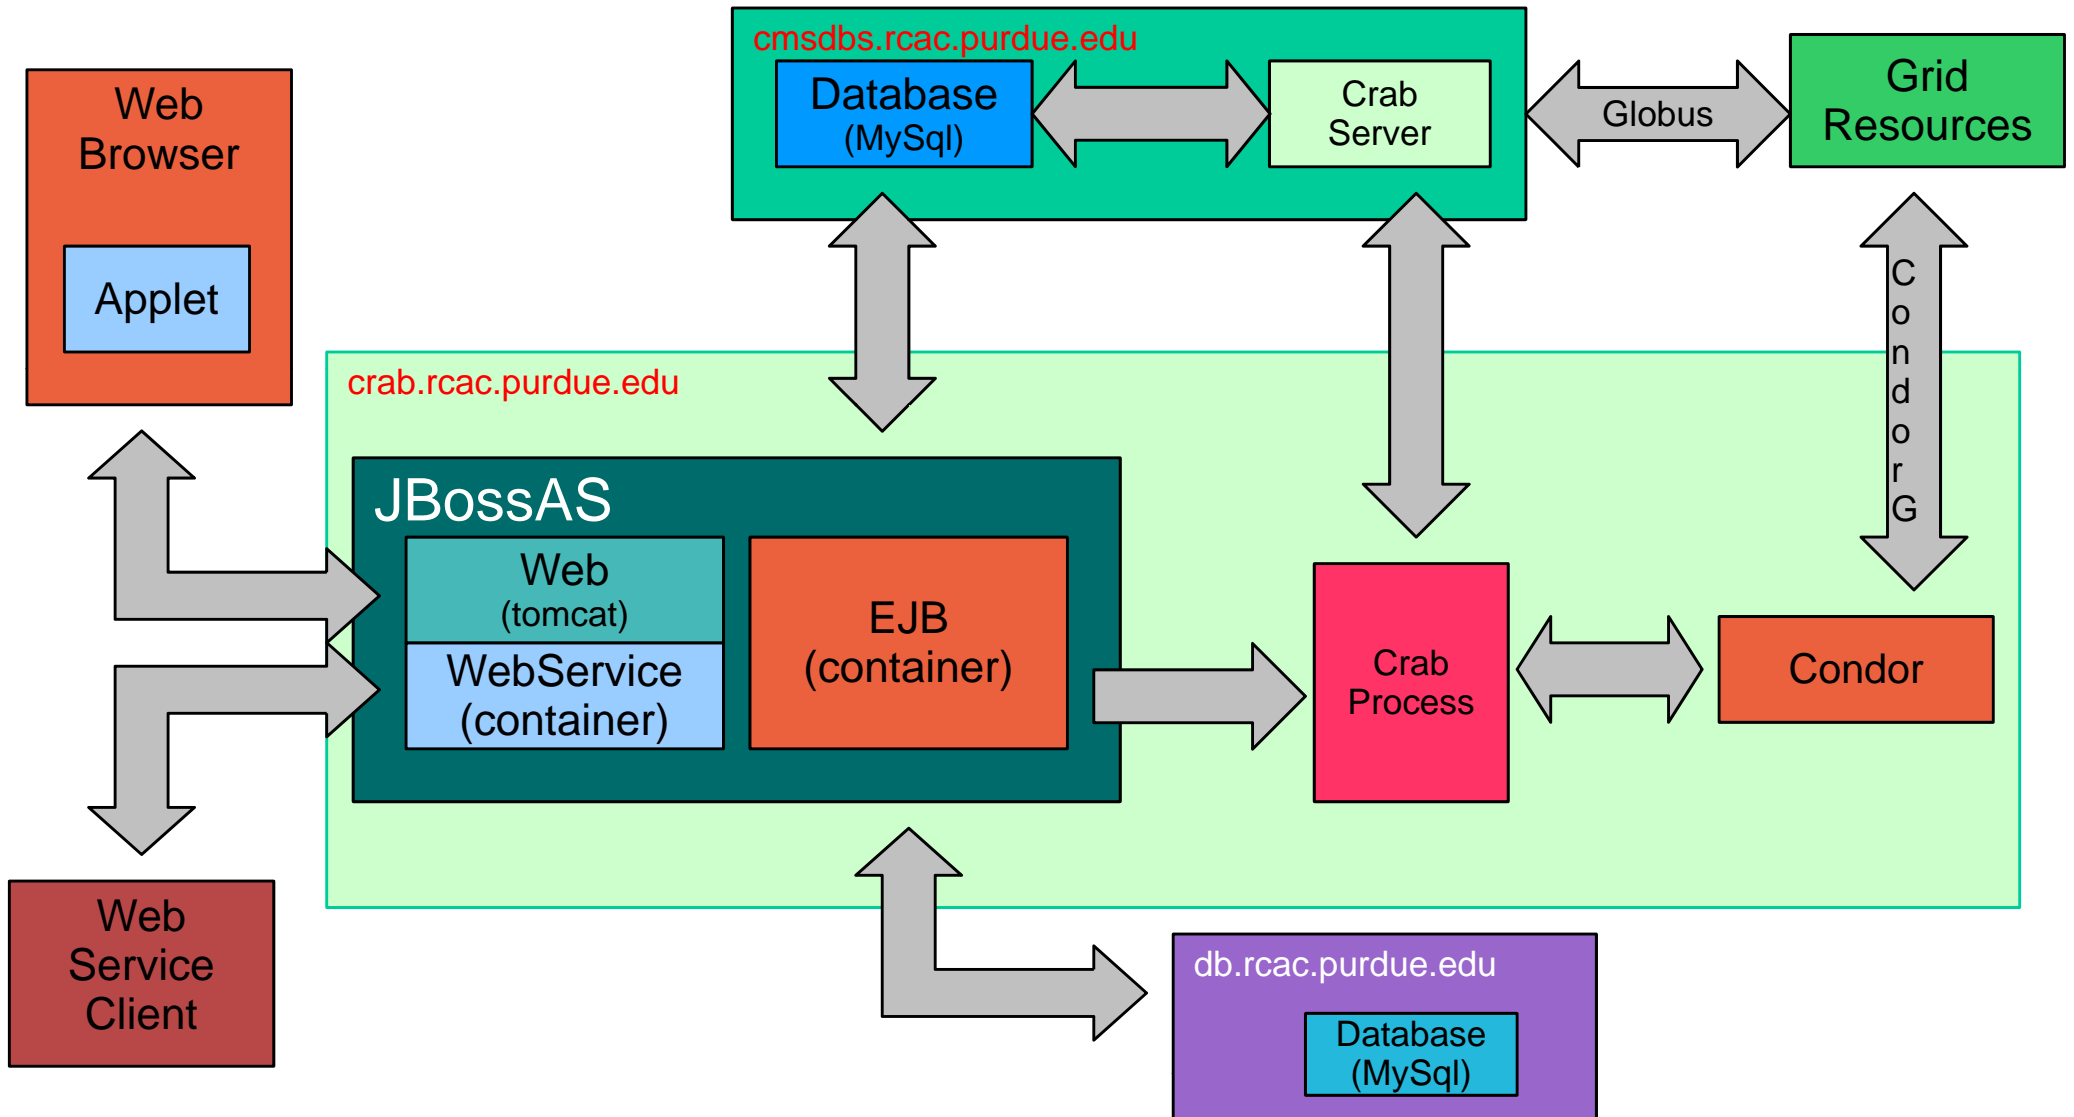 cmsdbs.rcac.purdue.edu
Database
(MySql)
Crab
Server
Globus
Grid
Resources
Web
Browser
Applet
CondorG
crab.rcac.purdue.edu
JBossAS
Web
(tomcat)
WebService
(container)
EJB
(container)
Crab
Process
Condor
Web
Service
Client
db.rcac.purdue.edu
Database
(MySql)